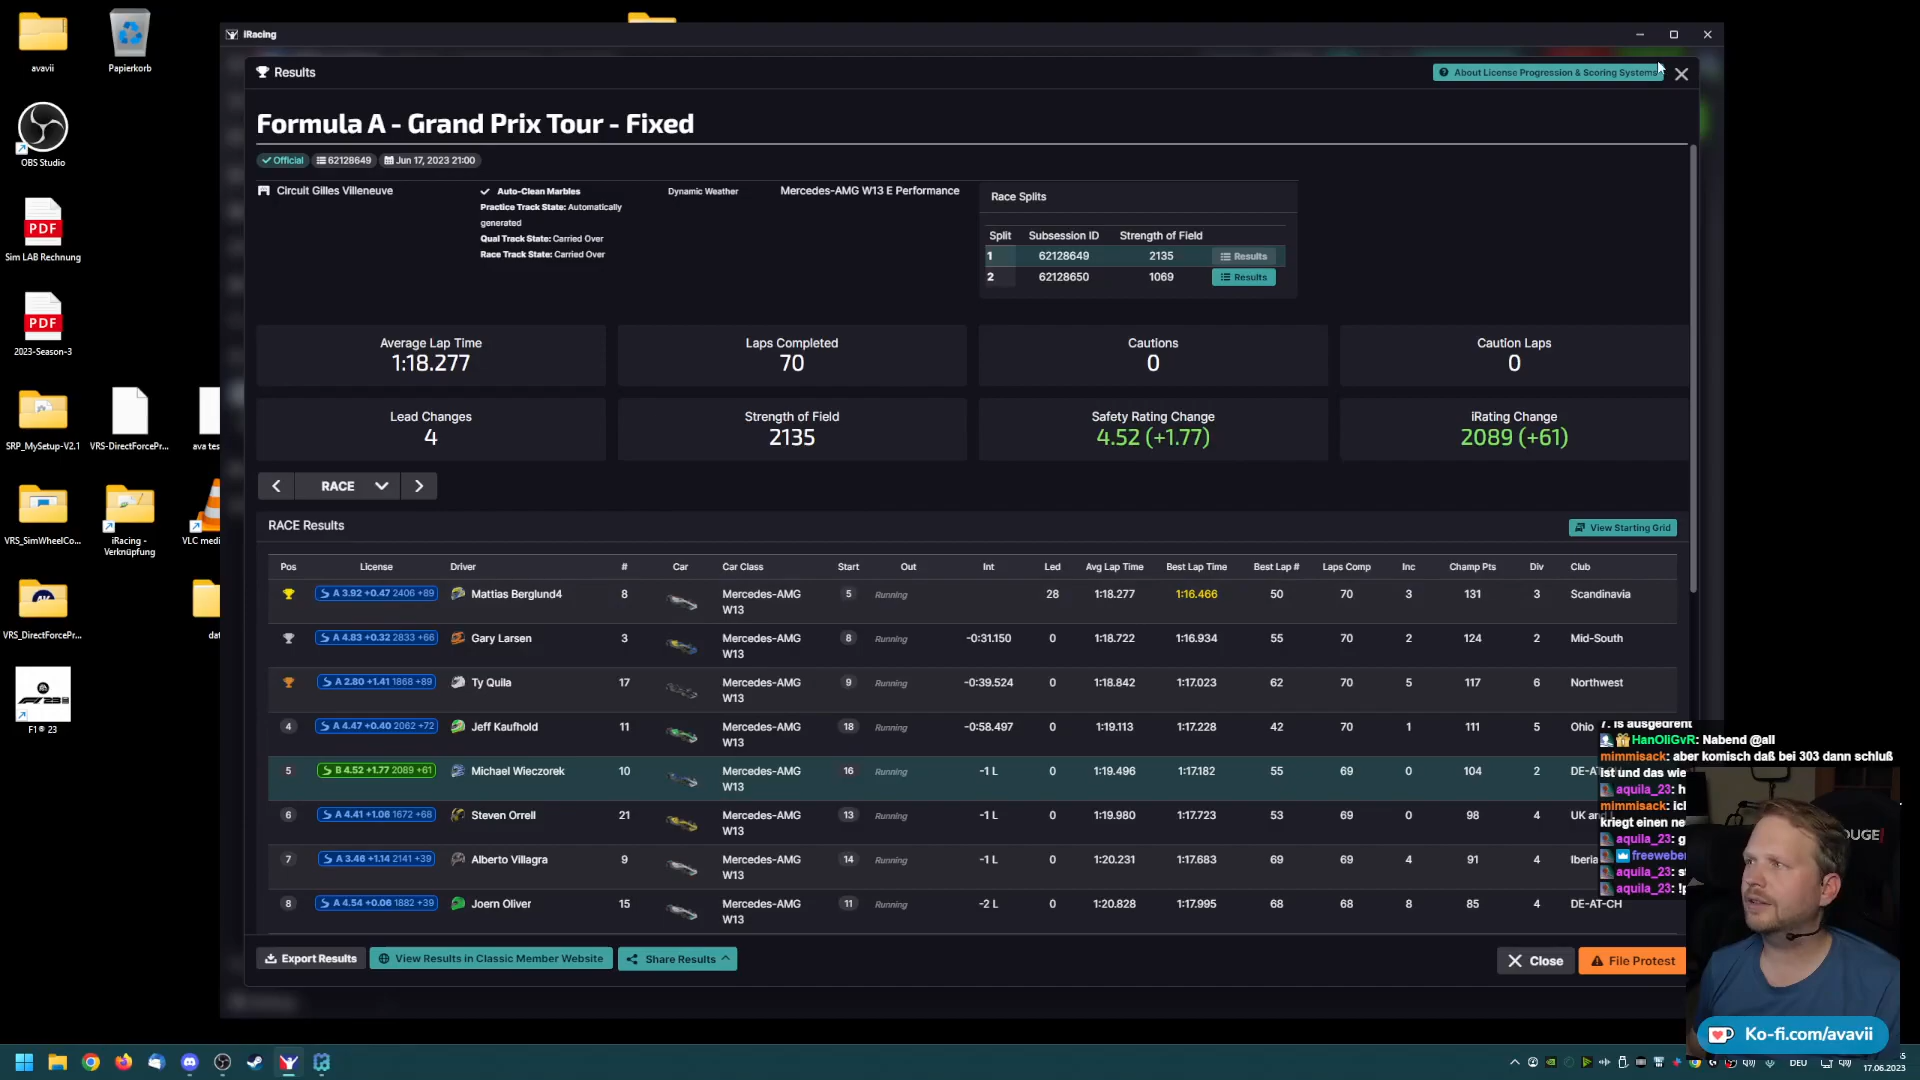 avavii
Papierkorb
OBS Studio
PDF
Sim LAB Rechnung
PDF
2023-Season-3
SRP_MySetup-V2.1
VRS-DirectForcePr...
ava tes
VRS_SimWheelCo...
iRacing -
Verknüpfung
VLC medi
VRS_DirectForcePr...
dat
F1® 23
iRacing
Results
About License Progression & Scoring Systems
Formula A - Grand Prix Tour - Fixed
Official
62128649
Jun 17, 2023 21:00
Circuit Gilles Villeneuve
Auto-Clean Marbles
Practice Track State: Automatically
generated
Qual Track State: Carried Over
Race Track State: Carried Over
Dynamic Weather
Mercedes-AMG W13 E Performance
Race Splits
Split Subsession ID Strength of Field
1 62128649 2135 Results
2 62128650 1069 Results
Average Lap Time
1:18.277
Laps Completed
70
Cautions
0
Caution Laps
0
Lead Changes
4
Strength of Field
2135
Safety Rating Change
4.52 (+1.77)
iRating Change
2089 (+61)
RACE
RACE Results
View Starting Grid
Pos License Driver # Car Car Class Start Out Int Led Avg Lap Time Best Lap Time Best Lap # Laps Comp Inc Champ Pts Div Club
A 3.92 +0.47 2406 +89 Mattias Berglund4 8 Mercedes-AMG 5 Running 28 1:18.277 1:16.466 50 70 3 131 3 Scandinavia
W13
A 4.83 +0.32 2833 +66 Gary Larsen 3 Mercedes-AMG 8 Running -0:31.150 0 1:18.722 1:16.934 55 70 2 124 2 Mid-South
W13
A 2.80 +1.41 1868 +89 Ty Quila 17 Mercedes-AMG 9 Running -0:39.524 0 1:18.842 1:17.023 62 70 5 117 6 Northwest
W13
4 A 4.47 +0.40 2062 +72 Jeff Kaufhold 11 Mercedes-AMG 18 Running -0:58.497 0 1:19.113 1:17.228 42 70 1 111 5 Ohio
W13
5 B 4.52 +1.77 2089 +61 Michael Wieczorek 10 Mercedes-AMG 16 Running -1 L 0 1:19.496 1:17.182 55 69 0 104 2 DE-A
W13
6 A 4.41 +1.06 1672 +68 Steven Orrell 21 Mercedes-AMG 13 Running -1 L 0 1:19.980 1:17.723 53 69 0 98 4 UK and I
W13
7 A 3.46 +1.14 2141 +39 Alberto Villagra 9 Mercedes-AMG 14 Running -1 L 0 1:20.231 1:17.683 69 69 4 91 4 Iberia
W13
8 A 4.54 +0.06 1882 +39 Joern Oliver 15 Mercedes-AMG 11 Running -2 L 0 1:20.828 1:17.995 68 68 8 85 4 DE-AT-CH
W13
7. is ausgedreht
HanOliGvR: Nabend @all
mimmisack: aber komisch daß bei 303 dann schluß
ist und das wie
aquila_23: h
mimmisack: ich
kriegt einen ne
aquila_23: g
freeweber
aquila_23: s
aquila_23: !p
Export Results
View Results in Classic Member Website
Share Results
Close
File Protest
Ko-fi.com/avavii
DEU
17.06.2023